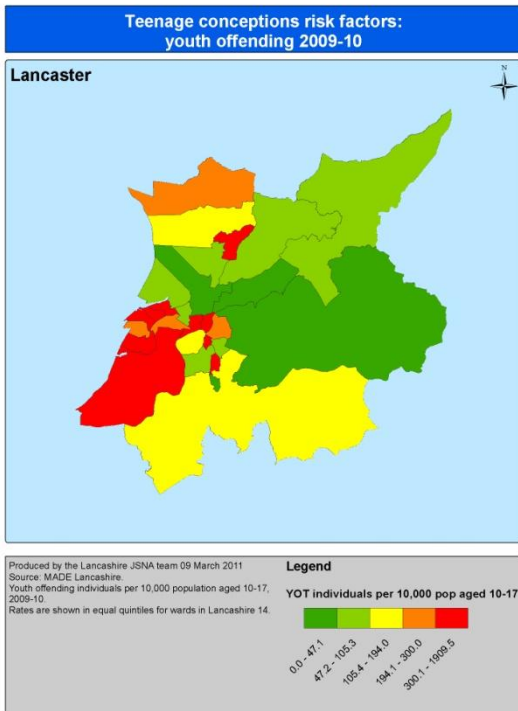 Teenage conceptions risk factors:
youth offending 2009-10
Lancaster
N
Produced by the Lancashire JSNA team 09 March 2011
Source: MADE Lancashire.
Youth offending individuals per 10,000 population aged 10-17,
2009-10.
Rates are shown in equal quintiles for wards in Lancashire 14.
Legend
YOT individuals per 10,000 pop aged 10-17
0.0 - 47.1
47.2 - 105.3
105.4 - 194.0
194.1 - 300.0
300.1 - 1909.5